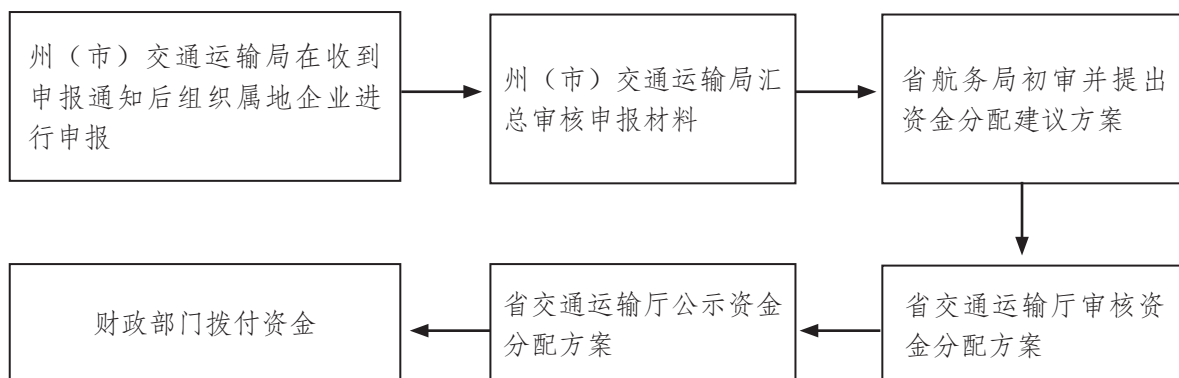 州（市）交通运输局在收到
申报通知后组织属地企业进
行申报
州（市）交通运输局汇
总审核申报材料
省航务局初审并提出
资金分配建议方案
省交通运输厅审核资
金分配方案
省交通运输厅公示资金
分配方案
财政部门拨付资金